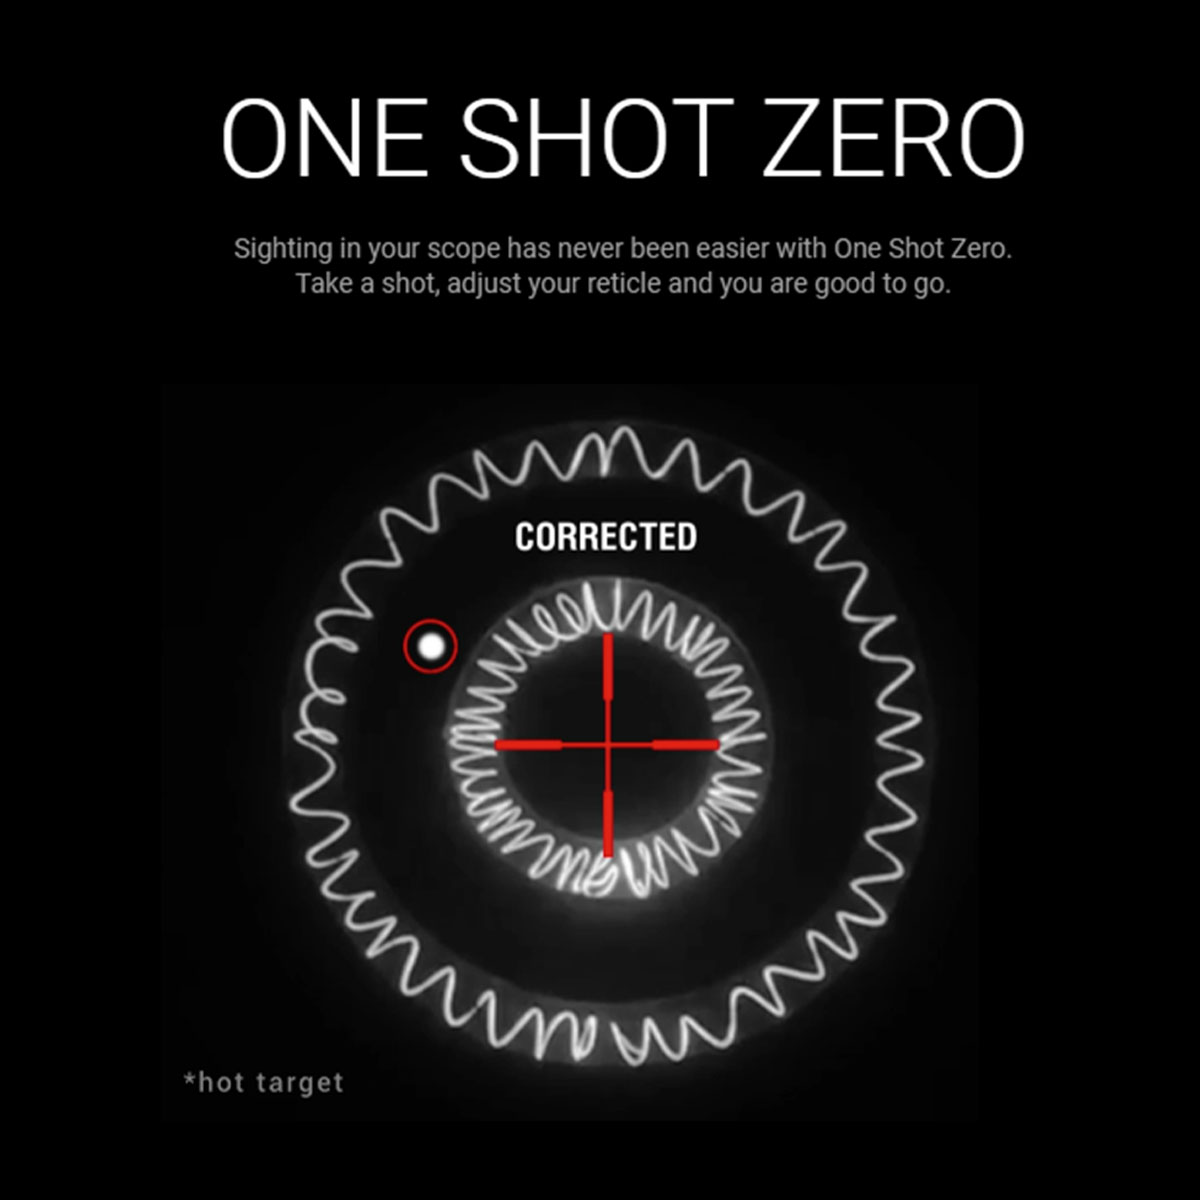 ONE SHOT ZERO
Sighting in your scope has never been easier with One Shot Zero.
Take a shot, adjust your reticle and you are good to go.
CORRECTED
*hot target